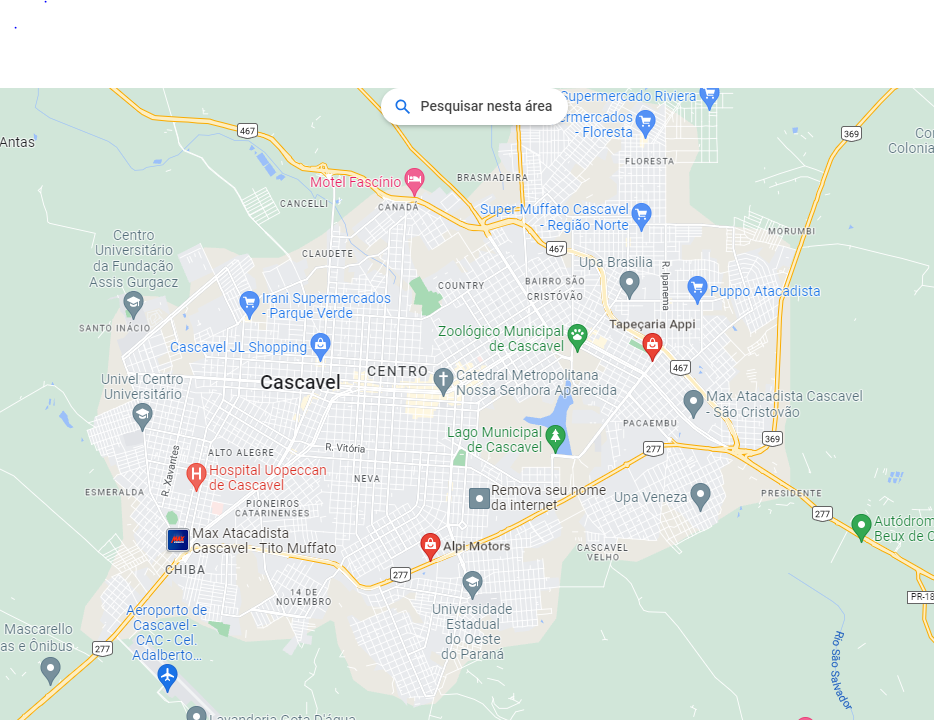 Pesquisar nesta área
Supermercado Riviera
ermercados
- Floresta
467
369
Antas
Colonia
FLORESTA
Motel Fascínio
BRASMADEIRA
CANCELLI
CANADÁ
Super Muffato Cascavel
- Região Norte
MORUMBI
Centro
Universitário
da Fundação
Assis Gurgacz
CLAUDETE
467
Upa Brasilia
R. Ipanema
COUNTRY
BAIRRO SÃO
CRISTÓVÃO
Puppo Atacadista
Irani Supermercados
- Parque Verde
SANTO INÁCIO
Zoológico Municipal
de Cascavel
Tapeçaria Appi
Cascavel JL Shopping
467
CENTRO
Cascavel
Catedral Metropolitana
Nossa Senhora Aparecida
Univel Centro
Universitário
Max Atacadista Cascavel
- São Cristovão
PACAEMBU
Lago Municipal
de Cascavel
369
277
R. Vitória
ALTO ALEGRE
R. Xavantes
Hospital Uopeccan
de Cascavel
NEVA
ESMERALDA
Remova seu nome
da internet
Upa Veneza
PRESIDENTE
PIONEIROS
CATARINENSES
277
Autódrom
Beux de C
Max Atacadista
Cascavel - Tito Muffato
Alpi Motors
CASCAVEL
VELHO
CHIBA
277
14 DE
NOVEMBRO
PR-18
Aeroporto de
Cascavel -
CAC - Cel.
Adalberto...
Universidade
Estadual
do Oeste
do Paraná
Mascarello
as e Ônibus
277
Rio São Salvador
Lavanderia Gota D'água